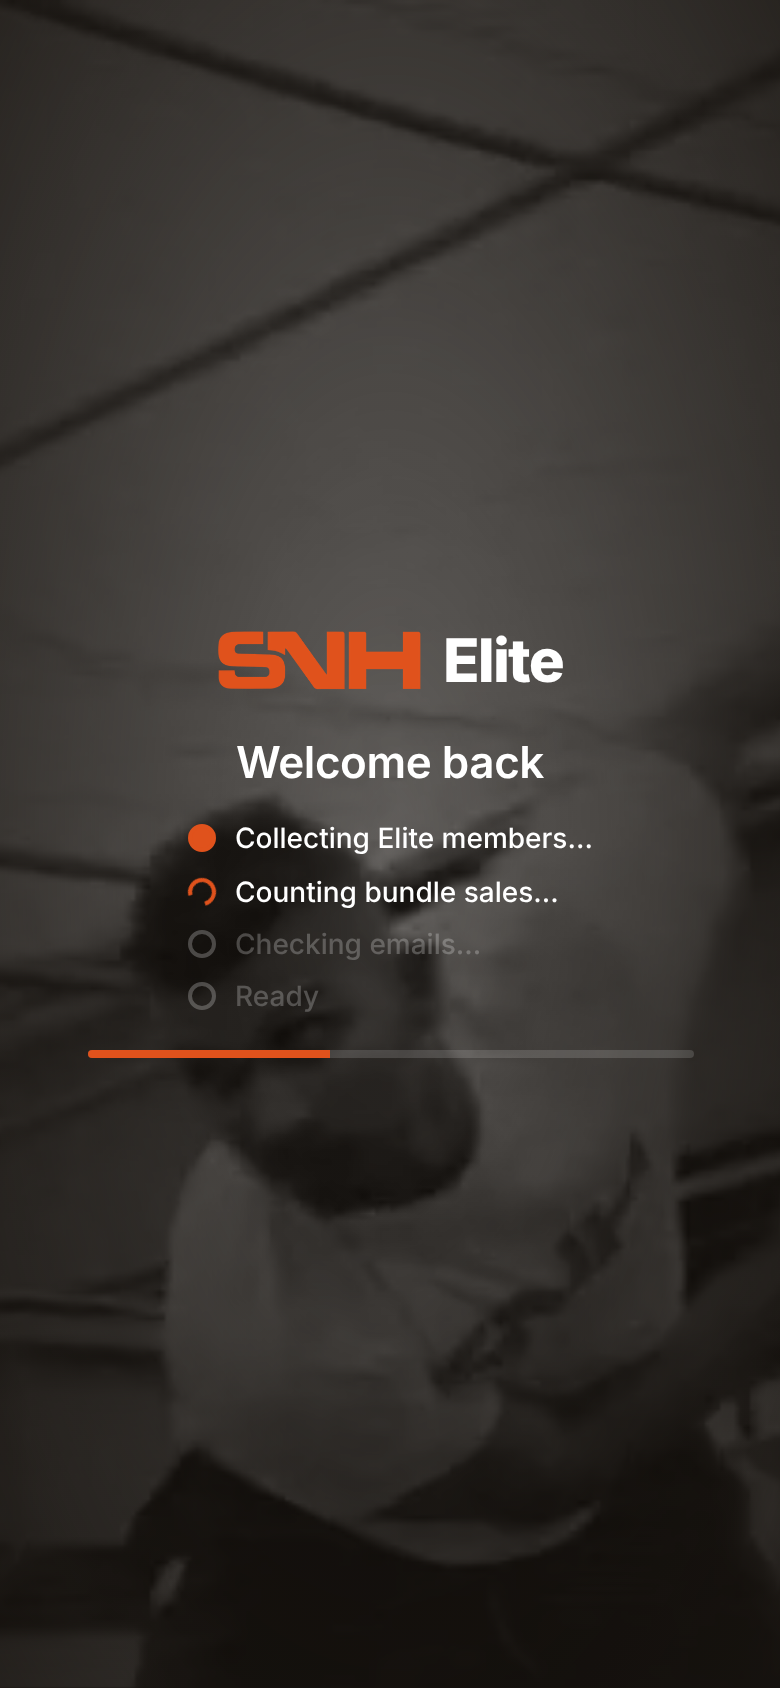 SNH Elite
Welcome back
Collecting Elite members...
Counting bundle sales...
Checking emails...
Ready